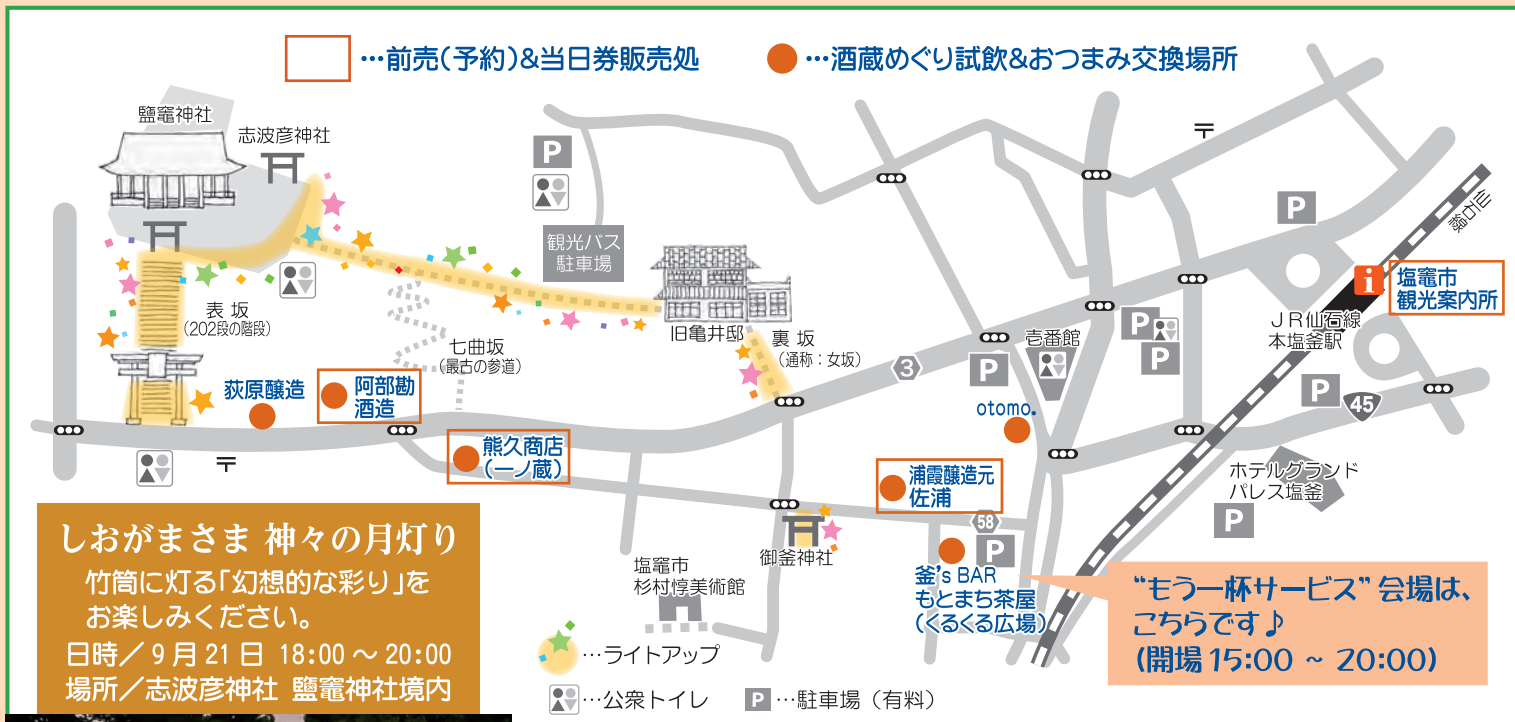 …前売(予約)&当日券販売処
…酒蔵めぐり試飲&おつまみ交換場所
鹽竈神社
志波彦神社
〒
P
P
仙石線
観光バス
駐車場
i
塩竈市
観光案内所
表 坂
(202段の階段)
旧亀井邸
裏 坂
(通称：女坂)
七曲坂
(最古の参道)
3
壱番館
P
P
P
JR仙石線
本塩釜駅
荻原醸造
阿部勘
酒造
otomo.
P
45
熊久商店
(一ノ蔵)
〒
浦霞醸造元
佐浦
ホテルグランド
パレス塩釜
P
58
P
御釜神社
塩竈市
杉村惇美術館
釜's BAR
もとまち茶屋
(くるくる広場)
しおがまさま 神々の月灯り
竹筒に灯る「幻想的な彩り」を
お楽しみください。
日時／9月21日 18:00～20:00
場所／志波彦神社 鹽竈神社境内
“もう一杯サービス”会場は、
こちらです♪
(開場15:00 ~ 20:00)
…ライトアップ
…公衆トイレ
P…駐車場（有料）